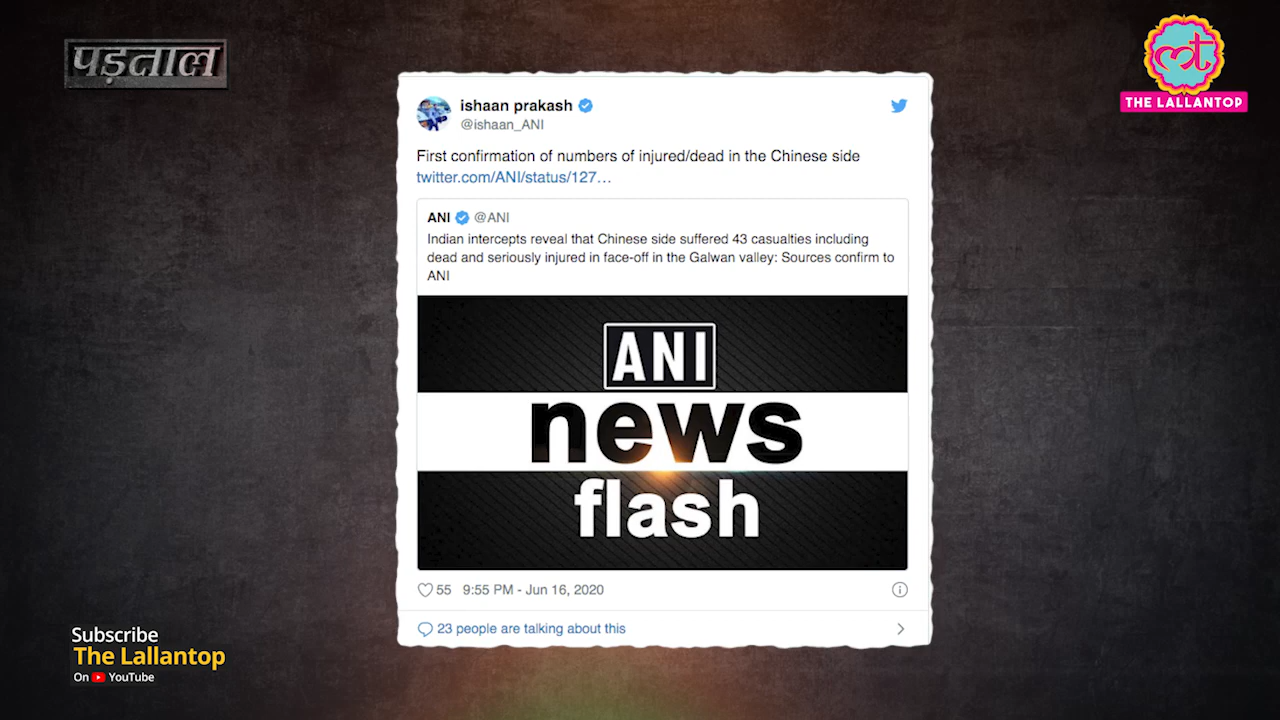 पड़ताल
लт
THE LALLANTOP
ishaan prakash
@ishaan_ANI
First confirmation of numbers of injured/dead in the Chinese side
twitter.com/ANI/status/127…
ANI @ANI
Indian intercepts reveal that Chinese side suffered 43 casualties including
dead and seriously injured in face-off in the Galwan valley: Sources confirm to
ANI
ANI
news
flash
55 9:55 PM - Jun 16, 2020
23 people are talking about this
Subscribe
The Lallantop
On YouTube